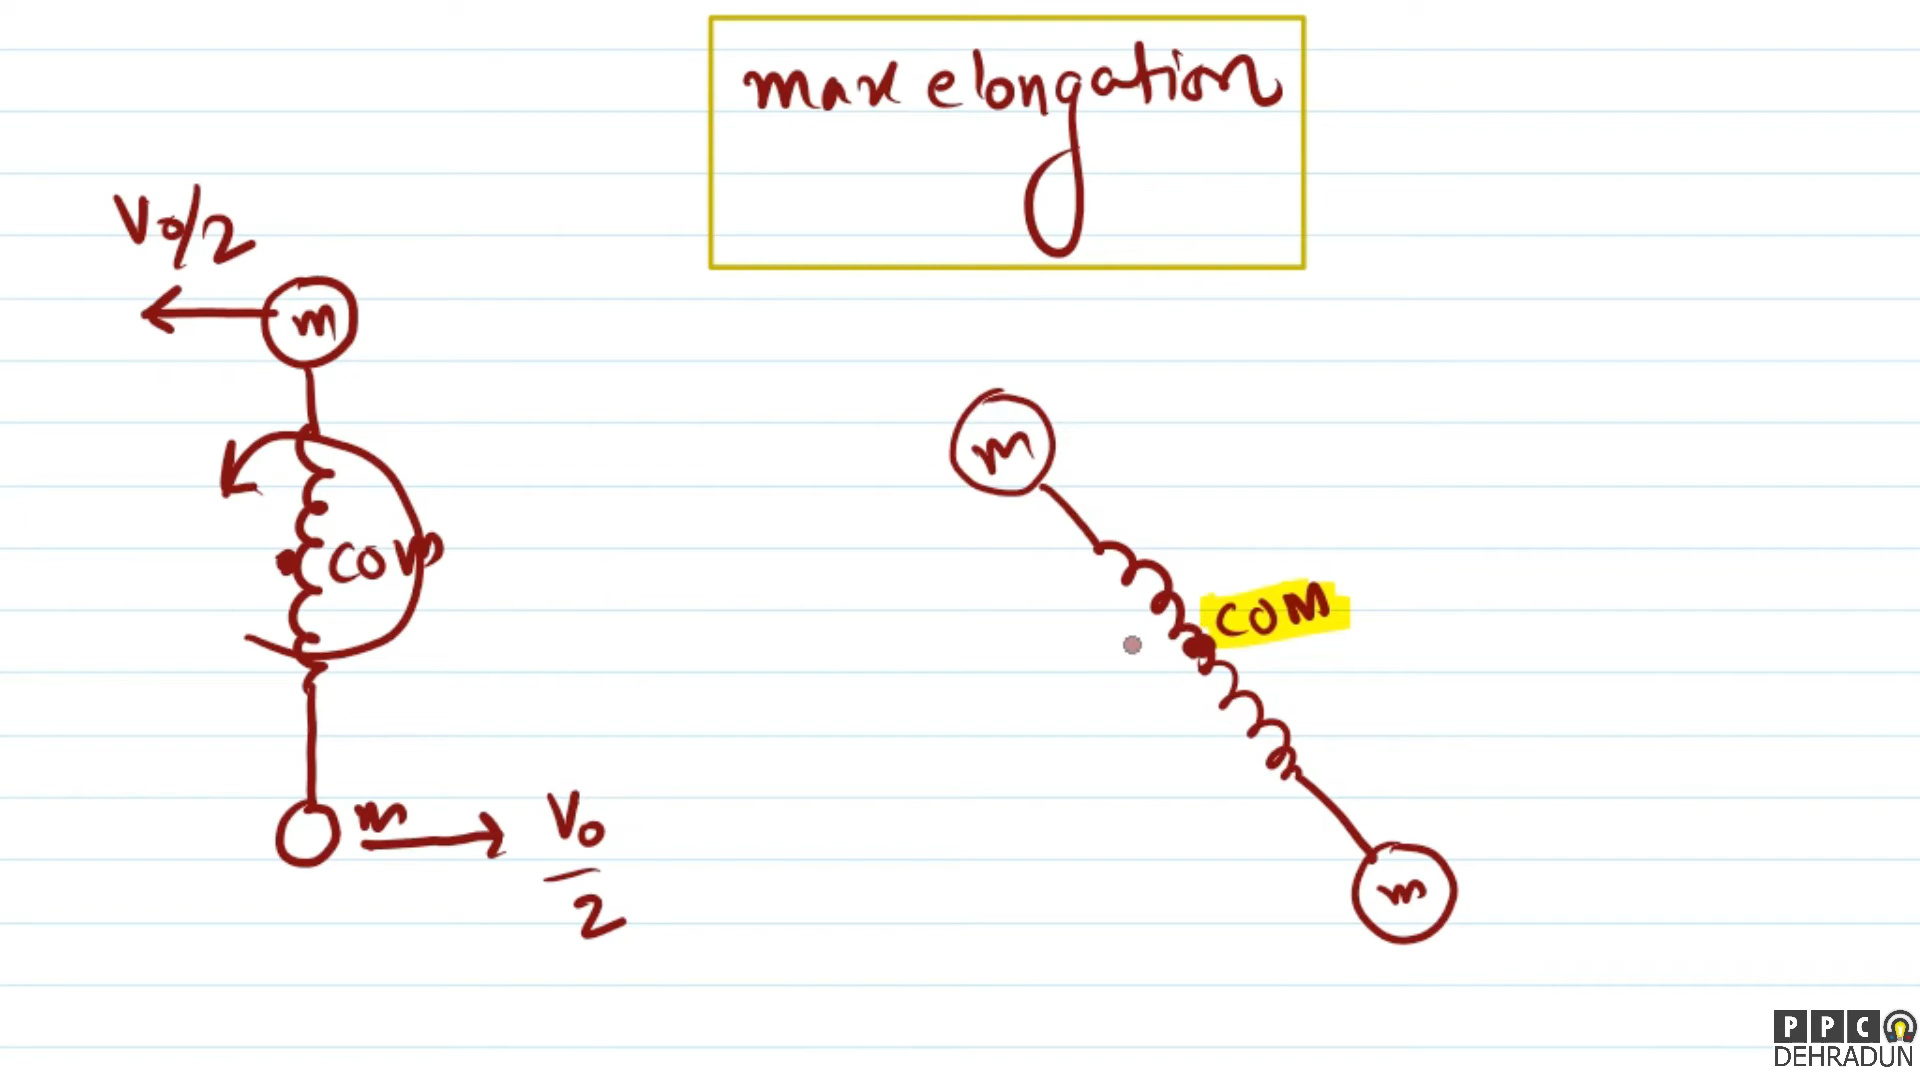 max elongation
V₀/2
m
COM
m
V₀
2
m
COM
m
PPC
DEHRADUN